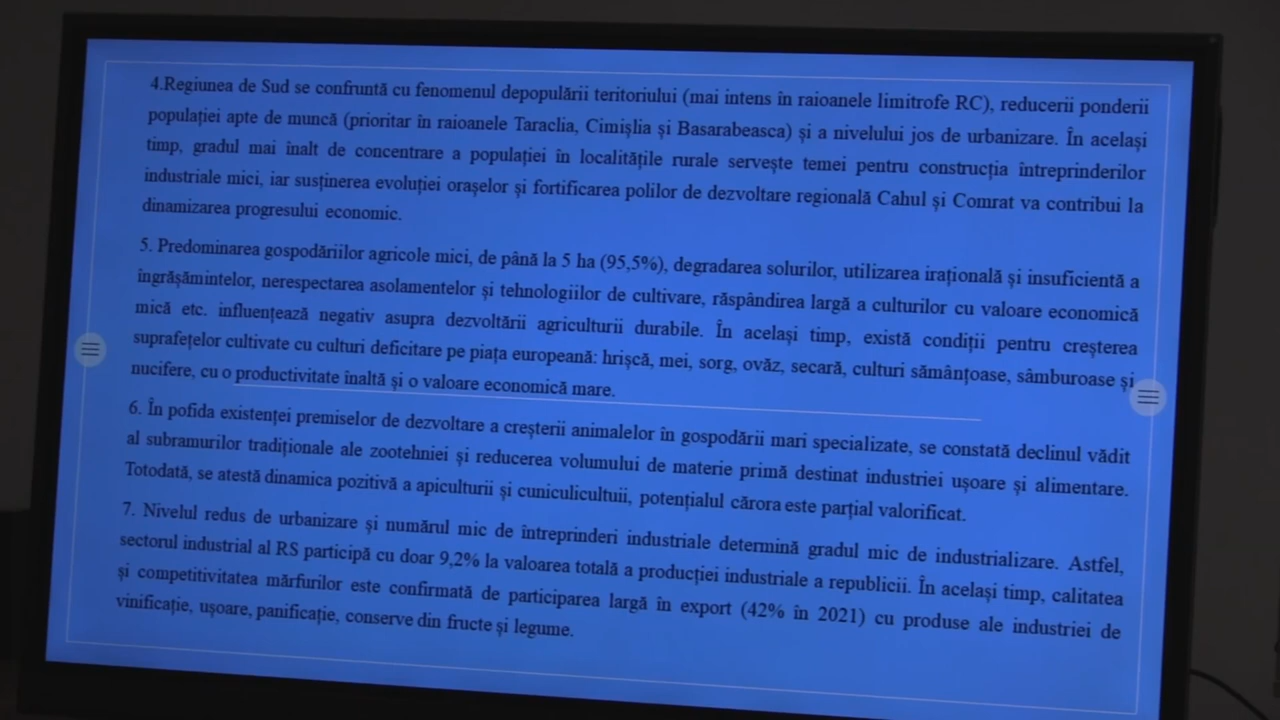 4.Regiunea de Sud se confruntă cu fenomenul depopulării teritoriului (mai intens în raioanele limitrofe RC), reducerii ponderii
populației apte de muncă (prioritar în raioanele Taraclia, Cimișlia și Basarabeasca) și a nivelului jos de urbanizare. În același
timp, gradul mai înalt de concentrare a populației în localitățile rurale servește temei pentru construcția întreprinderilor
industriale mici, iar susținerea evoluției orașelor și fortificarea polilor de dezvoltare regională Cahul și Comrat va contribui la
dinamizarea progresului economic.
5. Predominarea gospodăriilor agricole mici, de până la 5 ha (95,5%), degradarea solurilor, utilizarea irațională și insuficientă a
îngrășămintelor, nerespectarea asolamentelor și tehnologiilor de cultivare, răspândirea largă a culturilor cu valoare economică
mică etc. influențează negativ asupra dezvoltării agriculturii durabile. În același timp, există condiții pentru creșterea
suprafețelor cultivate cu culturi deficitare pe piața europeană: hrișcă, mei, sorg, ovăz, secară, culturi sămânțoase, sâmburoase și
nucifere, cu o productivitate înaltă și o valoare economică mare.
6. În pofida existenței premiselor de dezvoltare a creșterii animalelor în gospodării mari specializate, se constată declinul vădit
al subramurilor tradiționale ale zootehniei și reducerea volumului de materie primă destinat industriei ușoare și alimentare.
Totodată, se atestă dinamica pozitivă a apiculturii și cuniculicultuii, potențialul cărora este parțial valorificat.
7. Nivelul redus de urbanizare și numărul mic de întreprinderi industriale determină gradul mic de industrializare. Astfel,
sectorul industrial al RS participă cu doar 9,2% la valoarea totală a producției industriale a republicii. În același timp, calitatea
și competitivitatea mărfurilor este confirmată de participarea largă în export (42% în 2021) cu produse ale industriei de
vinificație, ușoare, panificație, conserve din fructe și legume.